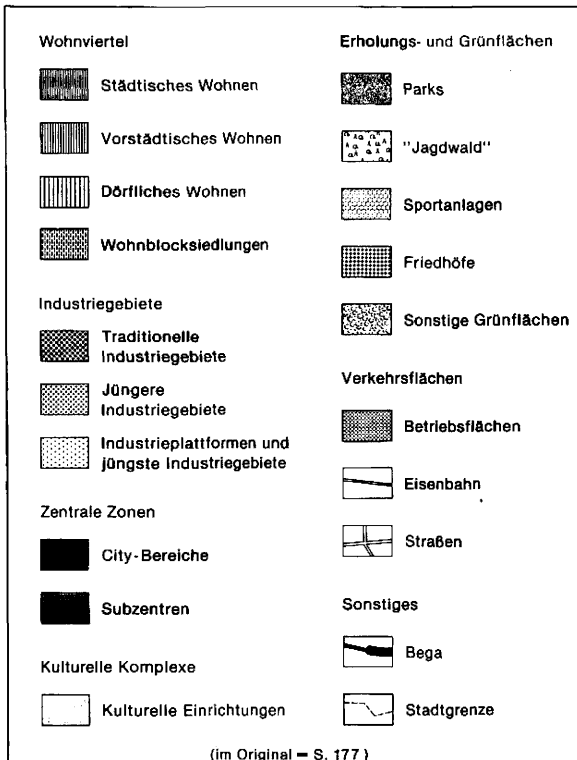 Wohnviertel
Städtisches Wohnen
Vorstädtisches Wohnen
Dörfliches Wohnen
Wohnblocksiedlungen
Industriegebiete
Traditionelle
Industriegebiete
Jüngere
Industriegebiete
Industrieplattformen und
jüngste Industriegebiete
Zentrale Zonen
City-Bereiche
Subzentren
Kulturelle Komplexe
Kulturelle Einrichtungen
Erholungs- und Grünflächen
Parks
"Jagdwald"
Sportanlagen
Friedhöfe
Sonstige Grünflächen
Verkehrsflächen
Betriebsflächen
Eisenbahn
Straßen
Sonstiges
Bega
Stadtgrenze
(im Original – S. 177)